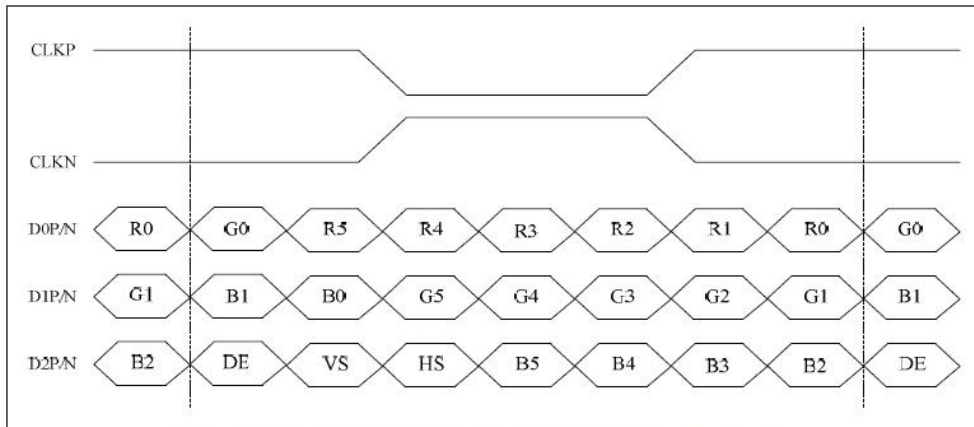 CLKP
CLKN
D0P/N R0 G0 R5 R4 R3 R2 R1 R0 G0
D1P/N G1 B1 B0 G5 G4 G3 G2 G1 B1
D2P/N B2 DE VS HS B5 B4 B3 B2 DE